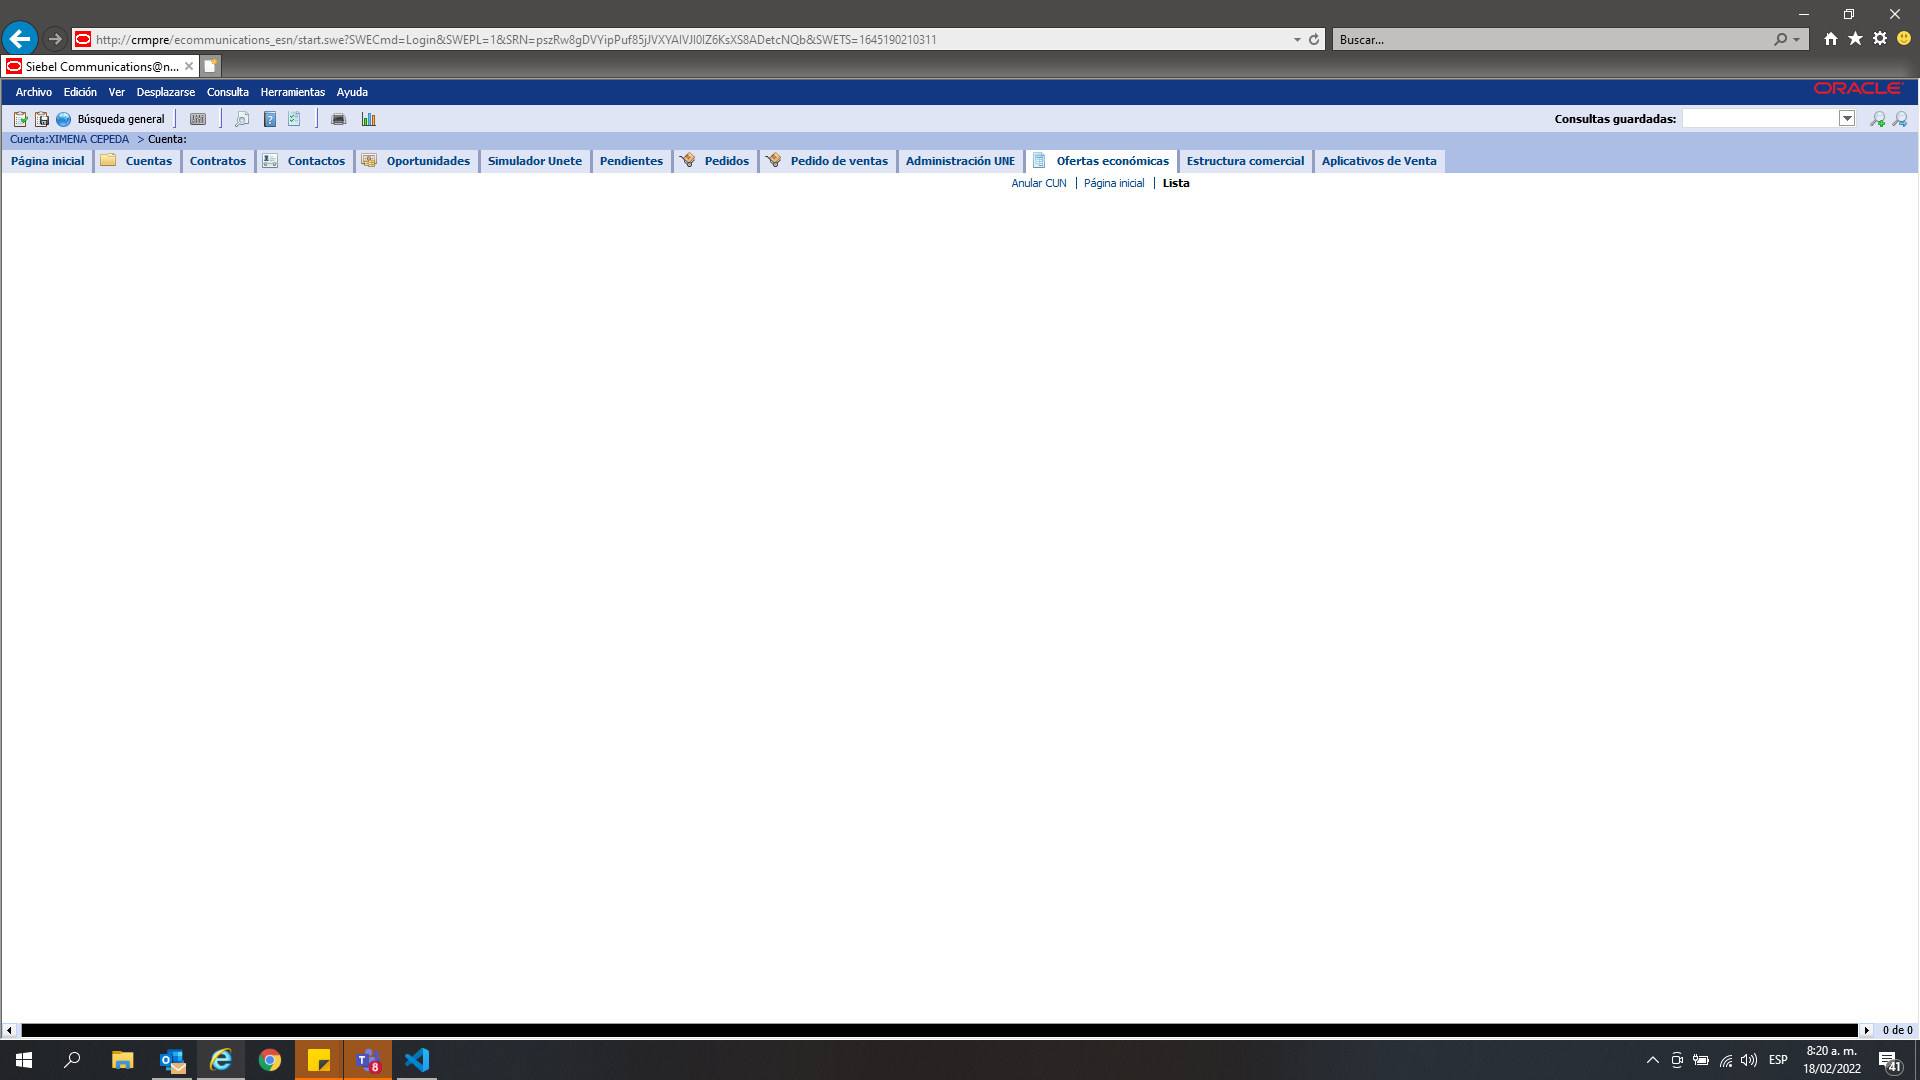 http://crmpre/ecommunications_esn/start.swe?SWECmd=Login&SWEPL=1&SRN=pszRw8gDVYipPuf85jJVXYAlVJI0lZ6KsXS8ADetcNQb&SWETS=1645190210311
Buscar...
Siebel Communications@n...
Archivo Edición Ver Desplazarse Consulta Herramientas Ayuda
ORACLE
Búsqueda general
Consultas guardadas:
Cuenta:XIMENA CEPEDA > Cuenta:
Página inicial Cuentas Contratos Contactos Oportunidades Simulador Unete Pendientes Pedidos Pedido de ventas Administración UNE Ofertas económicas Estructura comercial Aplicativos de Venta
Anular CUN | Página inicial | Lista
0 de 0
8
ESP
8:20 a. m.
18/02/2022
41